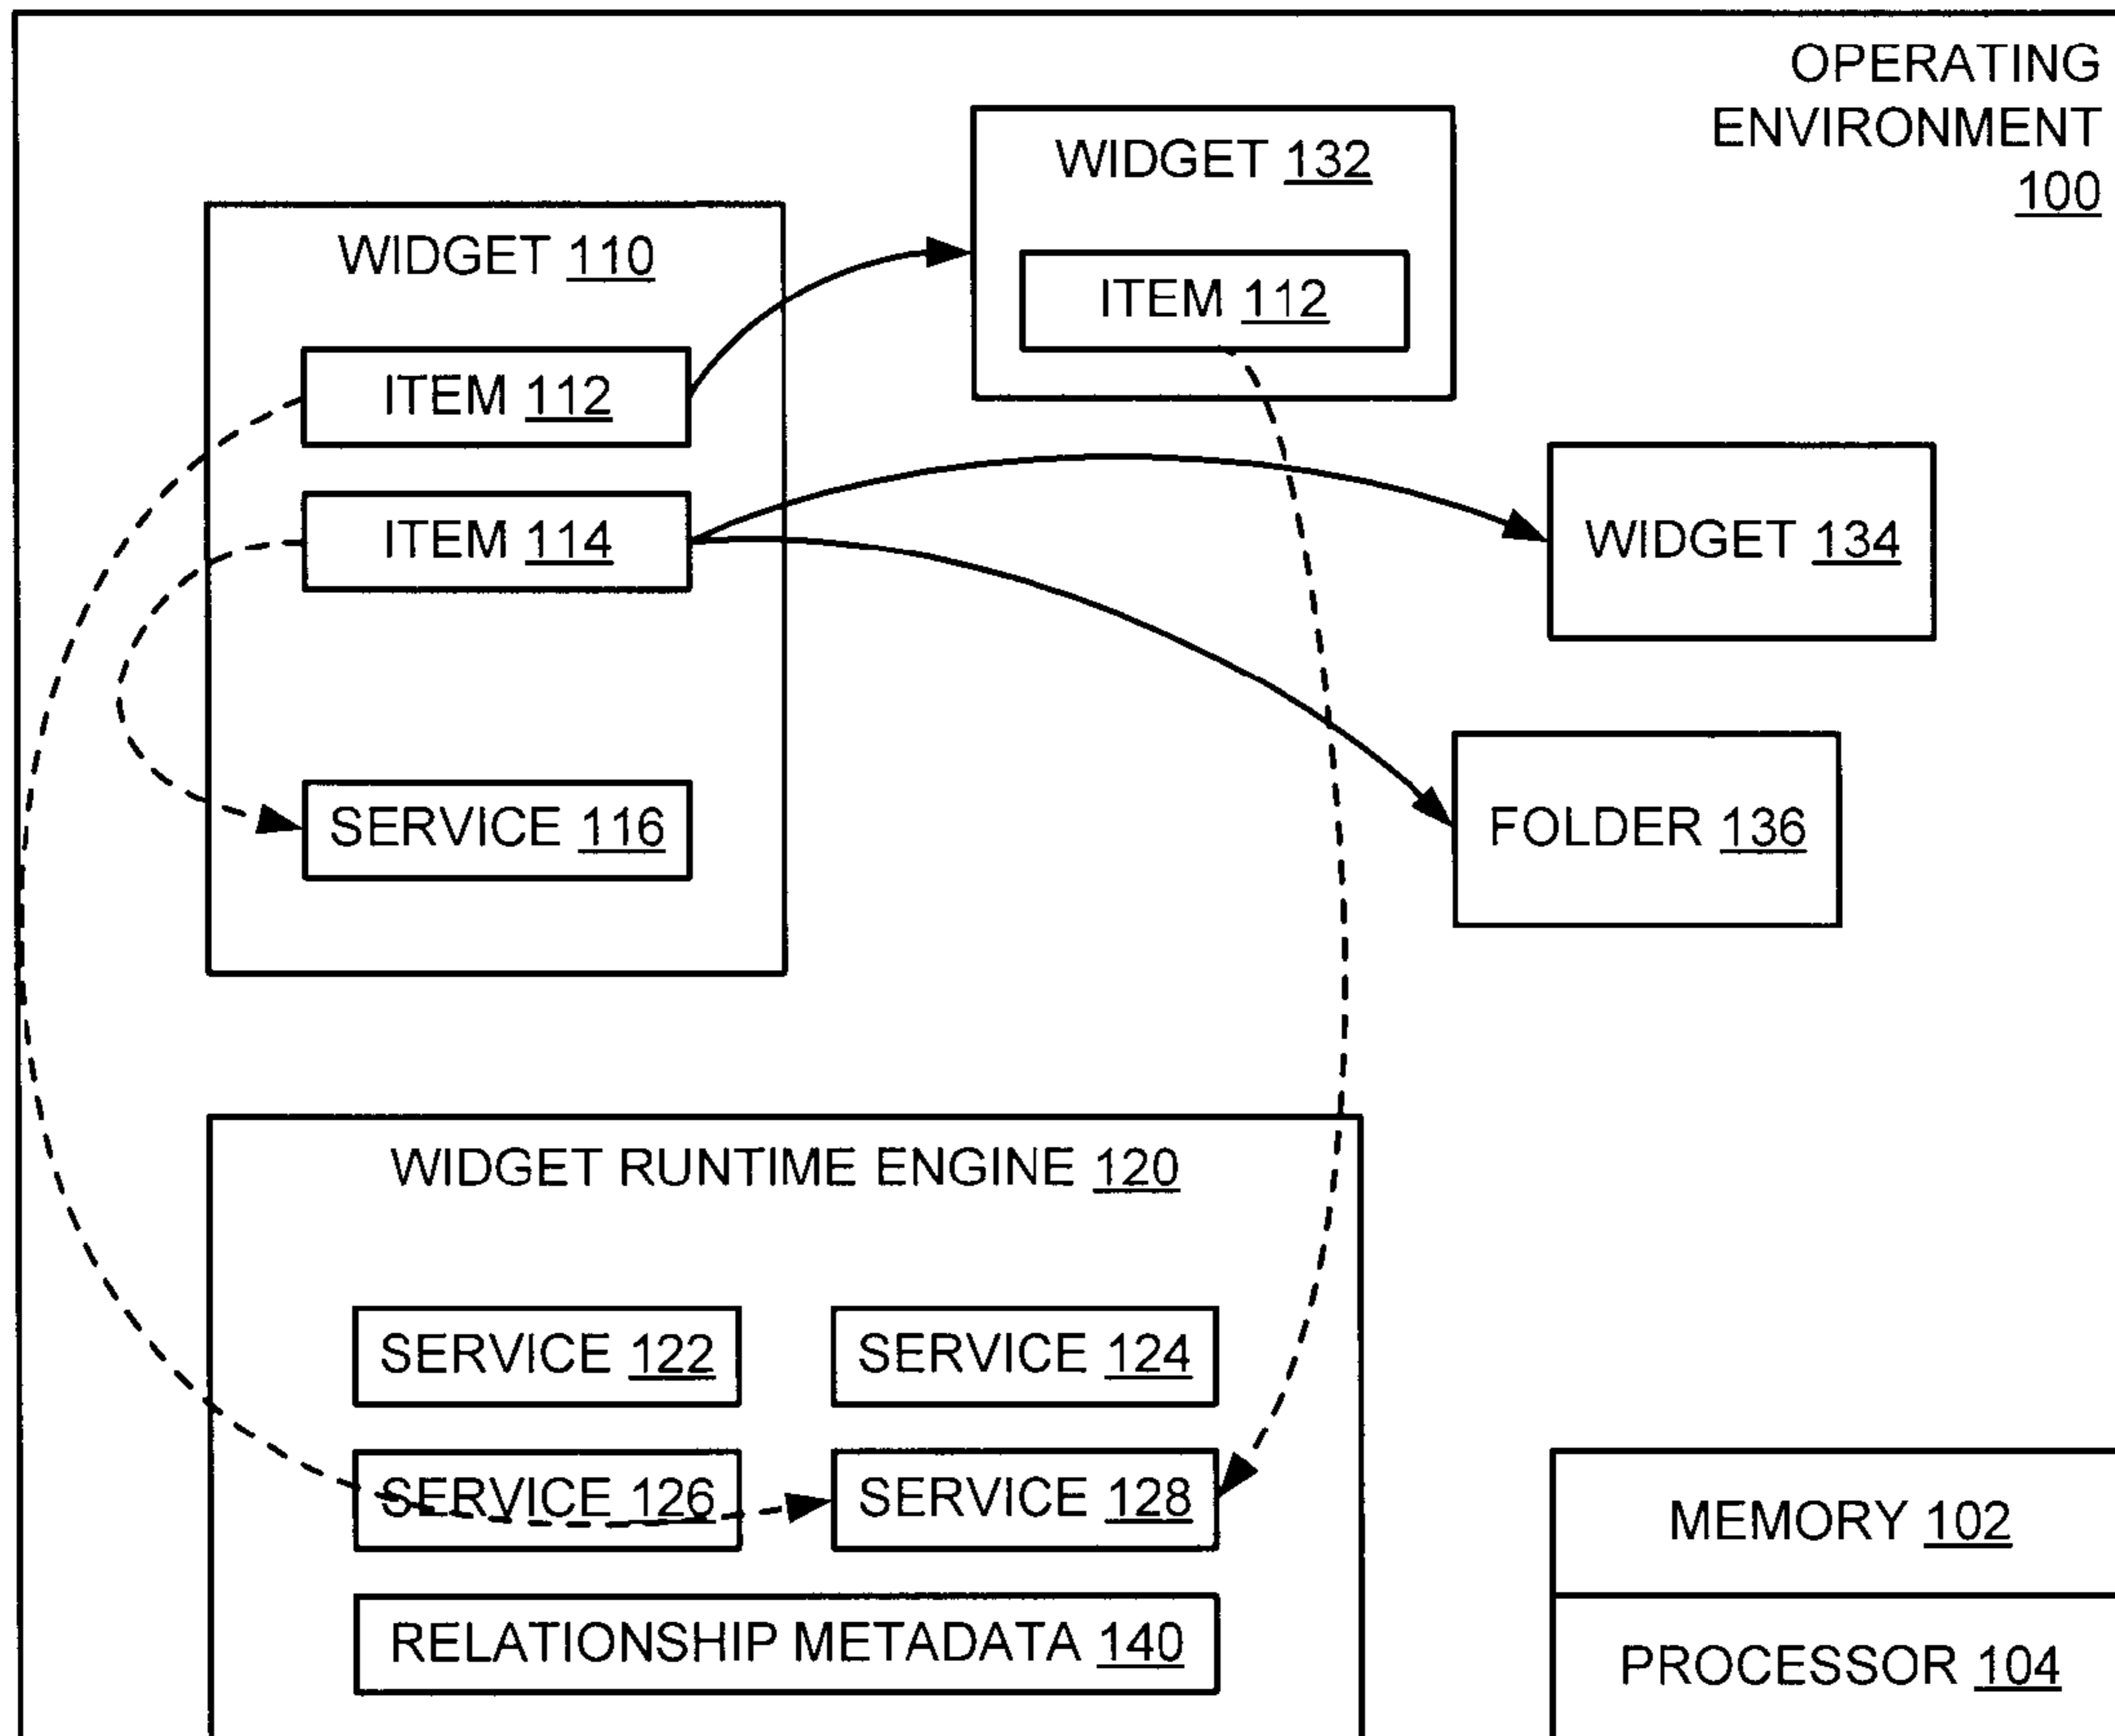 OPERATING
ENVIRONMENT
100
WIDGET 132
ITEM 112
WIDGET 110
ITEM 112
ITEM 114
SERVICE 116
WIDGET 134
FOLDER 136
WIDGET RUNTIME ENGINE 120
SERVICE 122
SERVICE 124
SERVICE 126
SERVICE 128
RELATIONSHIP METADATA 140
MEMORY 102
PROCESSOR 104